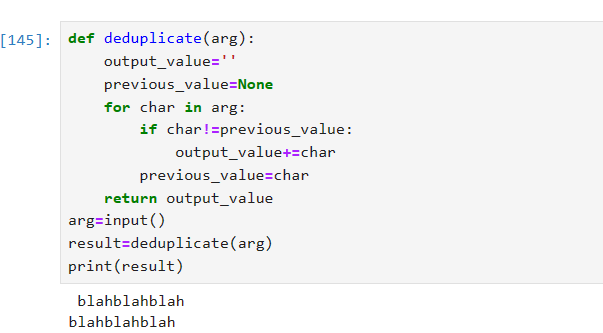 [145]: def deduplicate(arg):
    output_value=''
    previous_value=None
    for char in arg:
        if char!=previous_value:
            output_value+=char
        previous_value=char
    return output_value
arg=input()
result=deduplicate(arg)
print(result)
 blahblahblah
blahblahblah